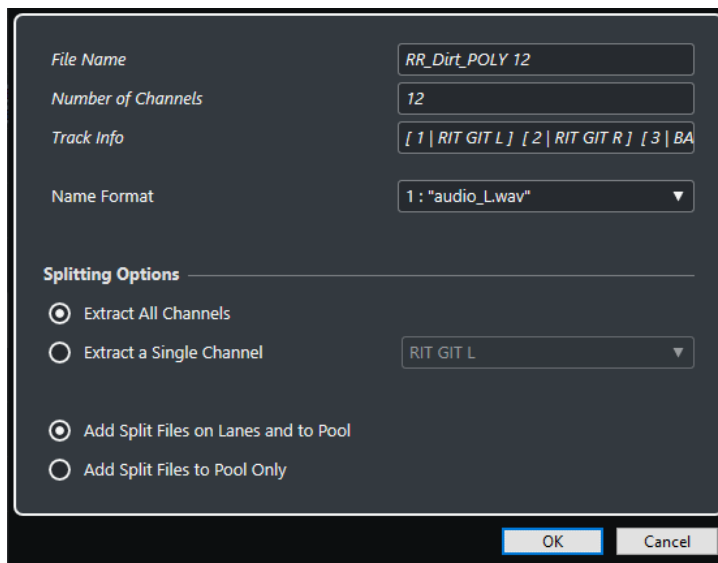 File Name RR_Dirt_POLY 12
Number of Channels 12
Track Info [ 1 | RIT GIT L ] [ 2 | RIT GIT R ] [ 3 | BA
Name Format 1 : "audio_L.wav"
Splitting Options
Extract All Channels
Extract a Single Channel RIT GIT L
Add Split Files on Lanes and to Pool
Add Split Files to Pool Only
OK Cancel